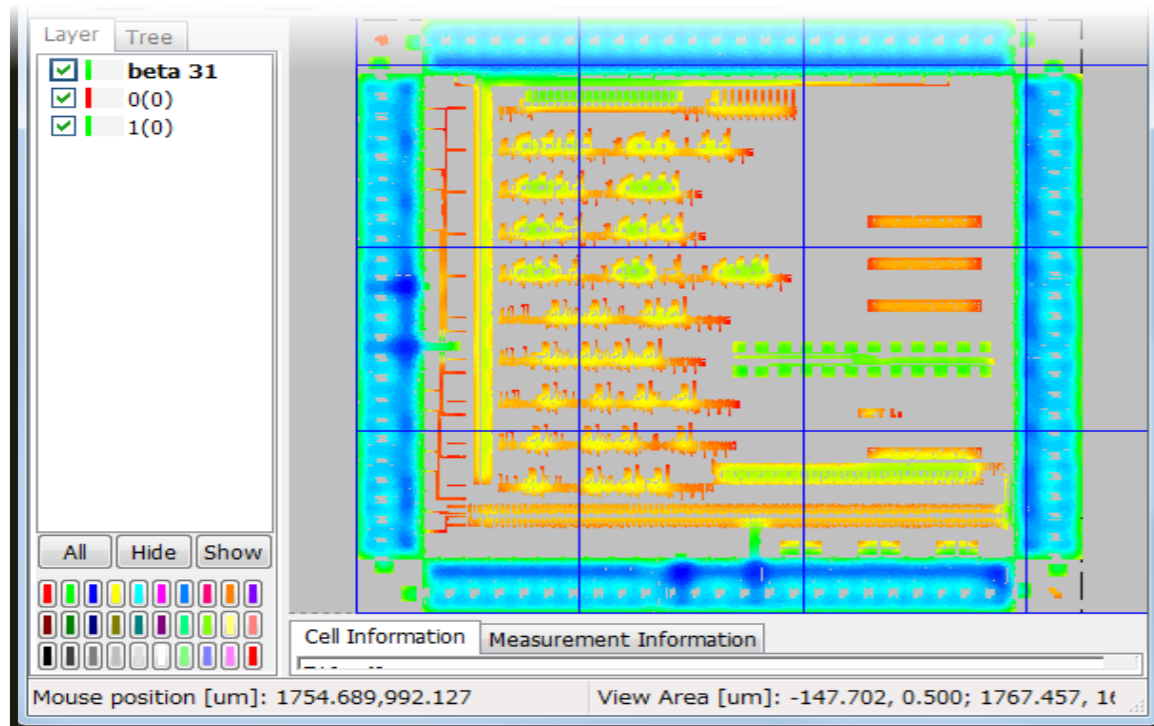 Layer Tree
beta 31
0(0)
1(0)
All Hide Show
Cell Information Measurement Information
Mouse position [um]: 1754.689,992.127 View Area [um]: -147.702, 0.500; 1767.457,